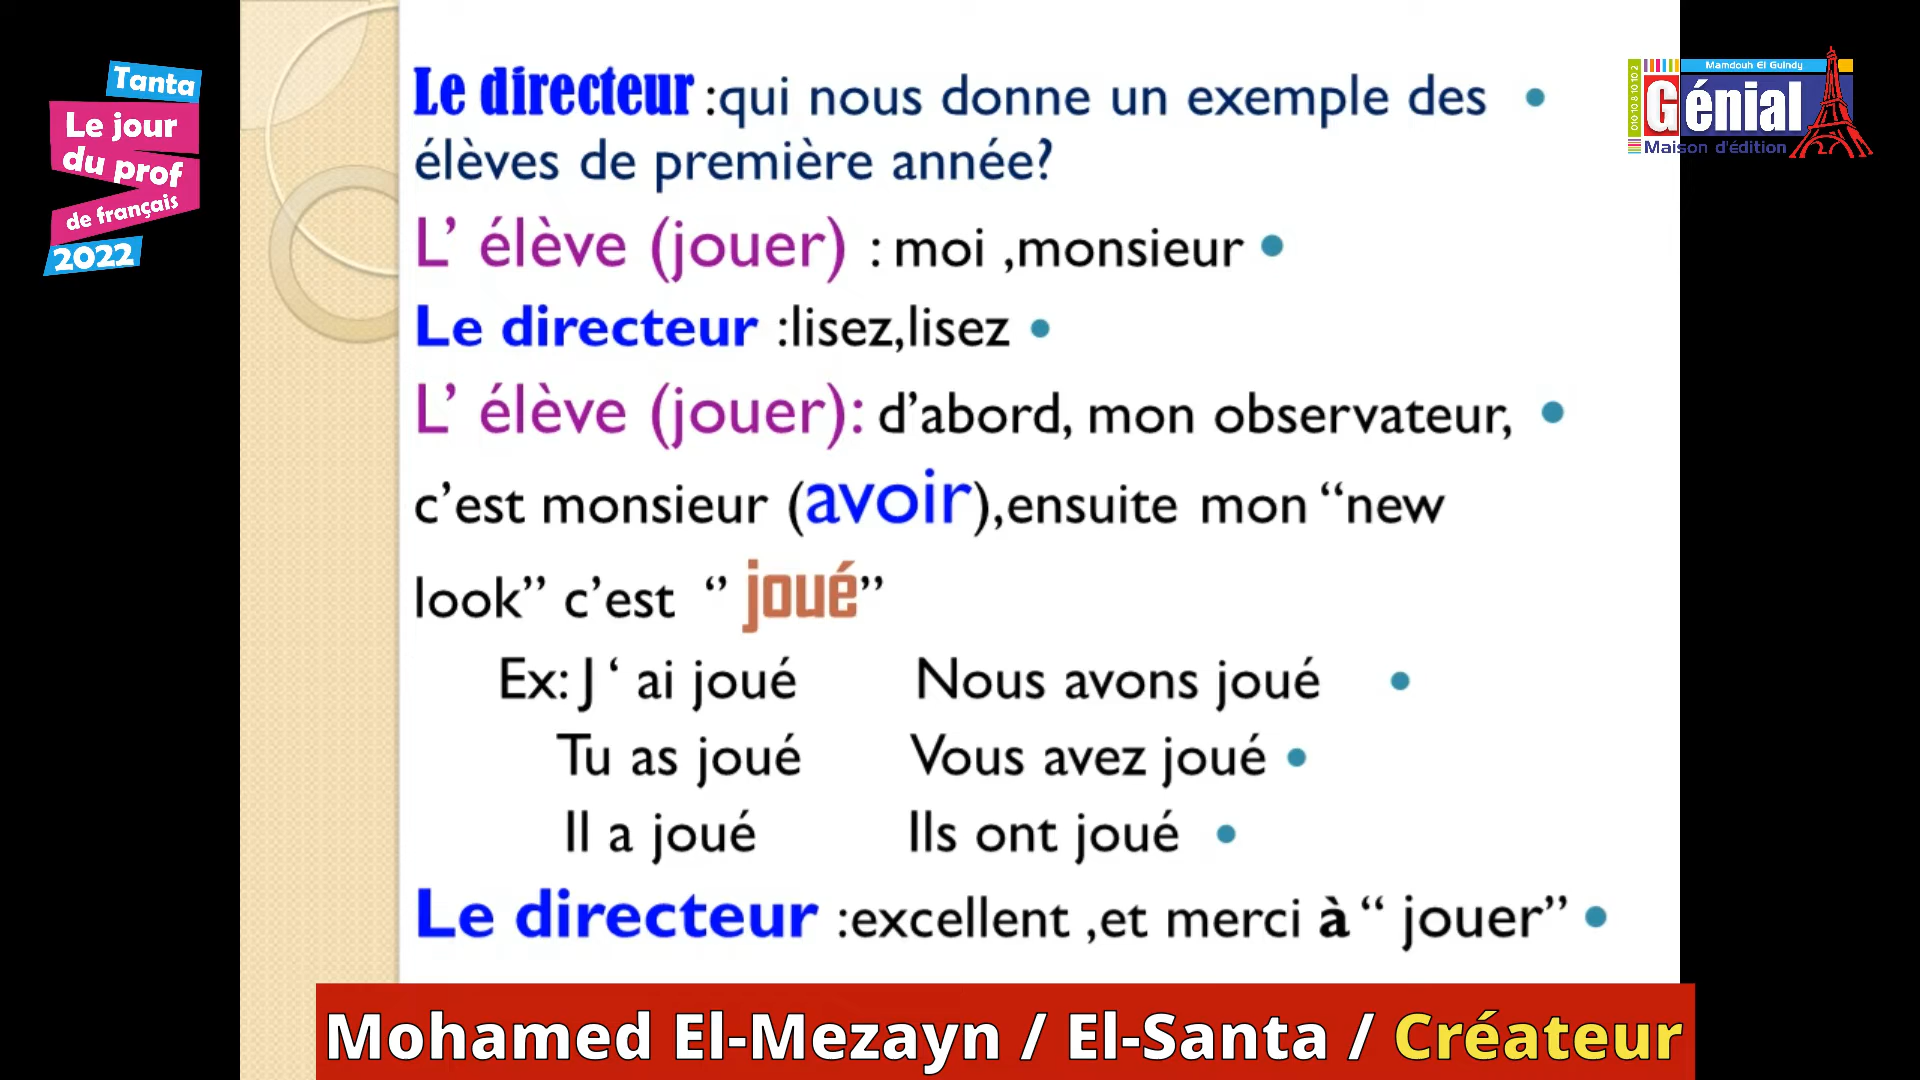 Tanta
Le jour
du prof
de français
2022
Mamdouh El Guindy
01010810102
Génial
Maison d'édition
Le directeur :qui nous donne un exemple des
élèves de première année?
L’ élève (jouer) : moi ,monsieur
Le directeur :lisez,lisez
L’ élève (jouer): d’abord, mon observateur,
c’est monsieur (avoir),ensuite mon “new
look” c’est “ joué”
Ex: J ‘ ai joué Nous avons joué
Tu as joué Vous avez joué
Il a joué Ils ont joué
Le directeur :excellent ,et merci à “ jouer”
Mohamed El-Mezayn / El-Santa / Créateur